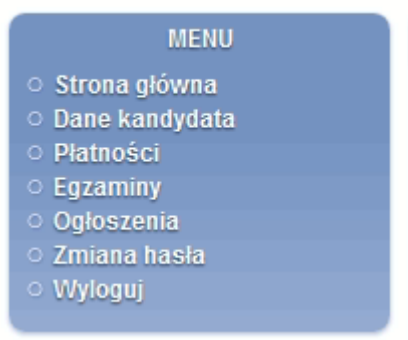 MENU
Strona główna
Dane kandydata
Płatności
Egzaminy
Ogłoszenia
Zmiana hasła
Wyloguj